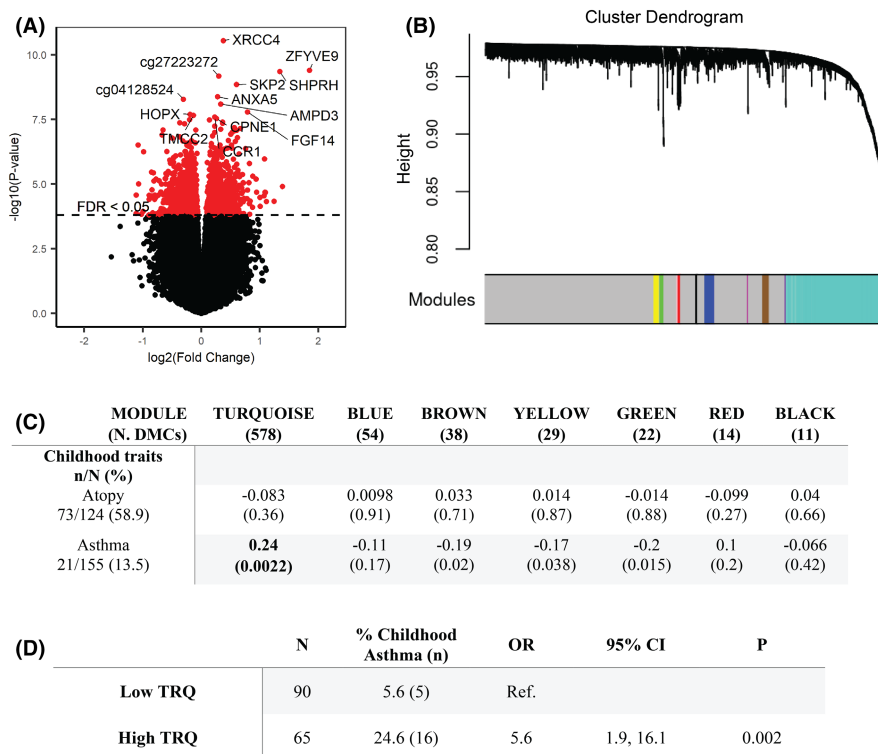 (A)
XRCC4
ZFYVE9
cg27223272
SKP2
SHPRH
cg04128524
ANXA5
AMPD3
HOPX
CPNE1
FGF14
TMCC2
CCR1
FDR < 0.05
10.0
7.5
5.0
2.5
0.0
-log10(P-value)
-2 -1 0 1 2
log2(Fold Change)
(B)
Cluster Dendrogram
0.95
0.90
0.85
0.80
Height
Modules
(C)
MODULE TURQUOISE BLUE BROWN YELLOW GREEN RED BLACK
(N. DMCs) (578) (54) (38) (29) (22) (14) (11)
Childhood traits
n/N (%)
Atopy -0.083 0.0098 0.033 0.014 -0.014 -0.099 0.04
73/124 (58.9) (0.36) (0.91) (0.71) (0.87) (0.88) (0.27) (0.66)
Asthma 0.24 -0.11 -0.19 -0.17 -0.2 0.1 -0.066
21/155 (13.5) (0.0022) (0.17) (0.02) (0.038) (0.015) (0.2) (0.42)
(D)
N % Childhood Asthma (n) OR 95% CI P
Low TRQ 90 5.6 (5) Ref.
High TRQ 65 24.6 (16) 5.6 1.9, 16.1 0.002